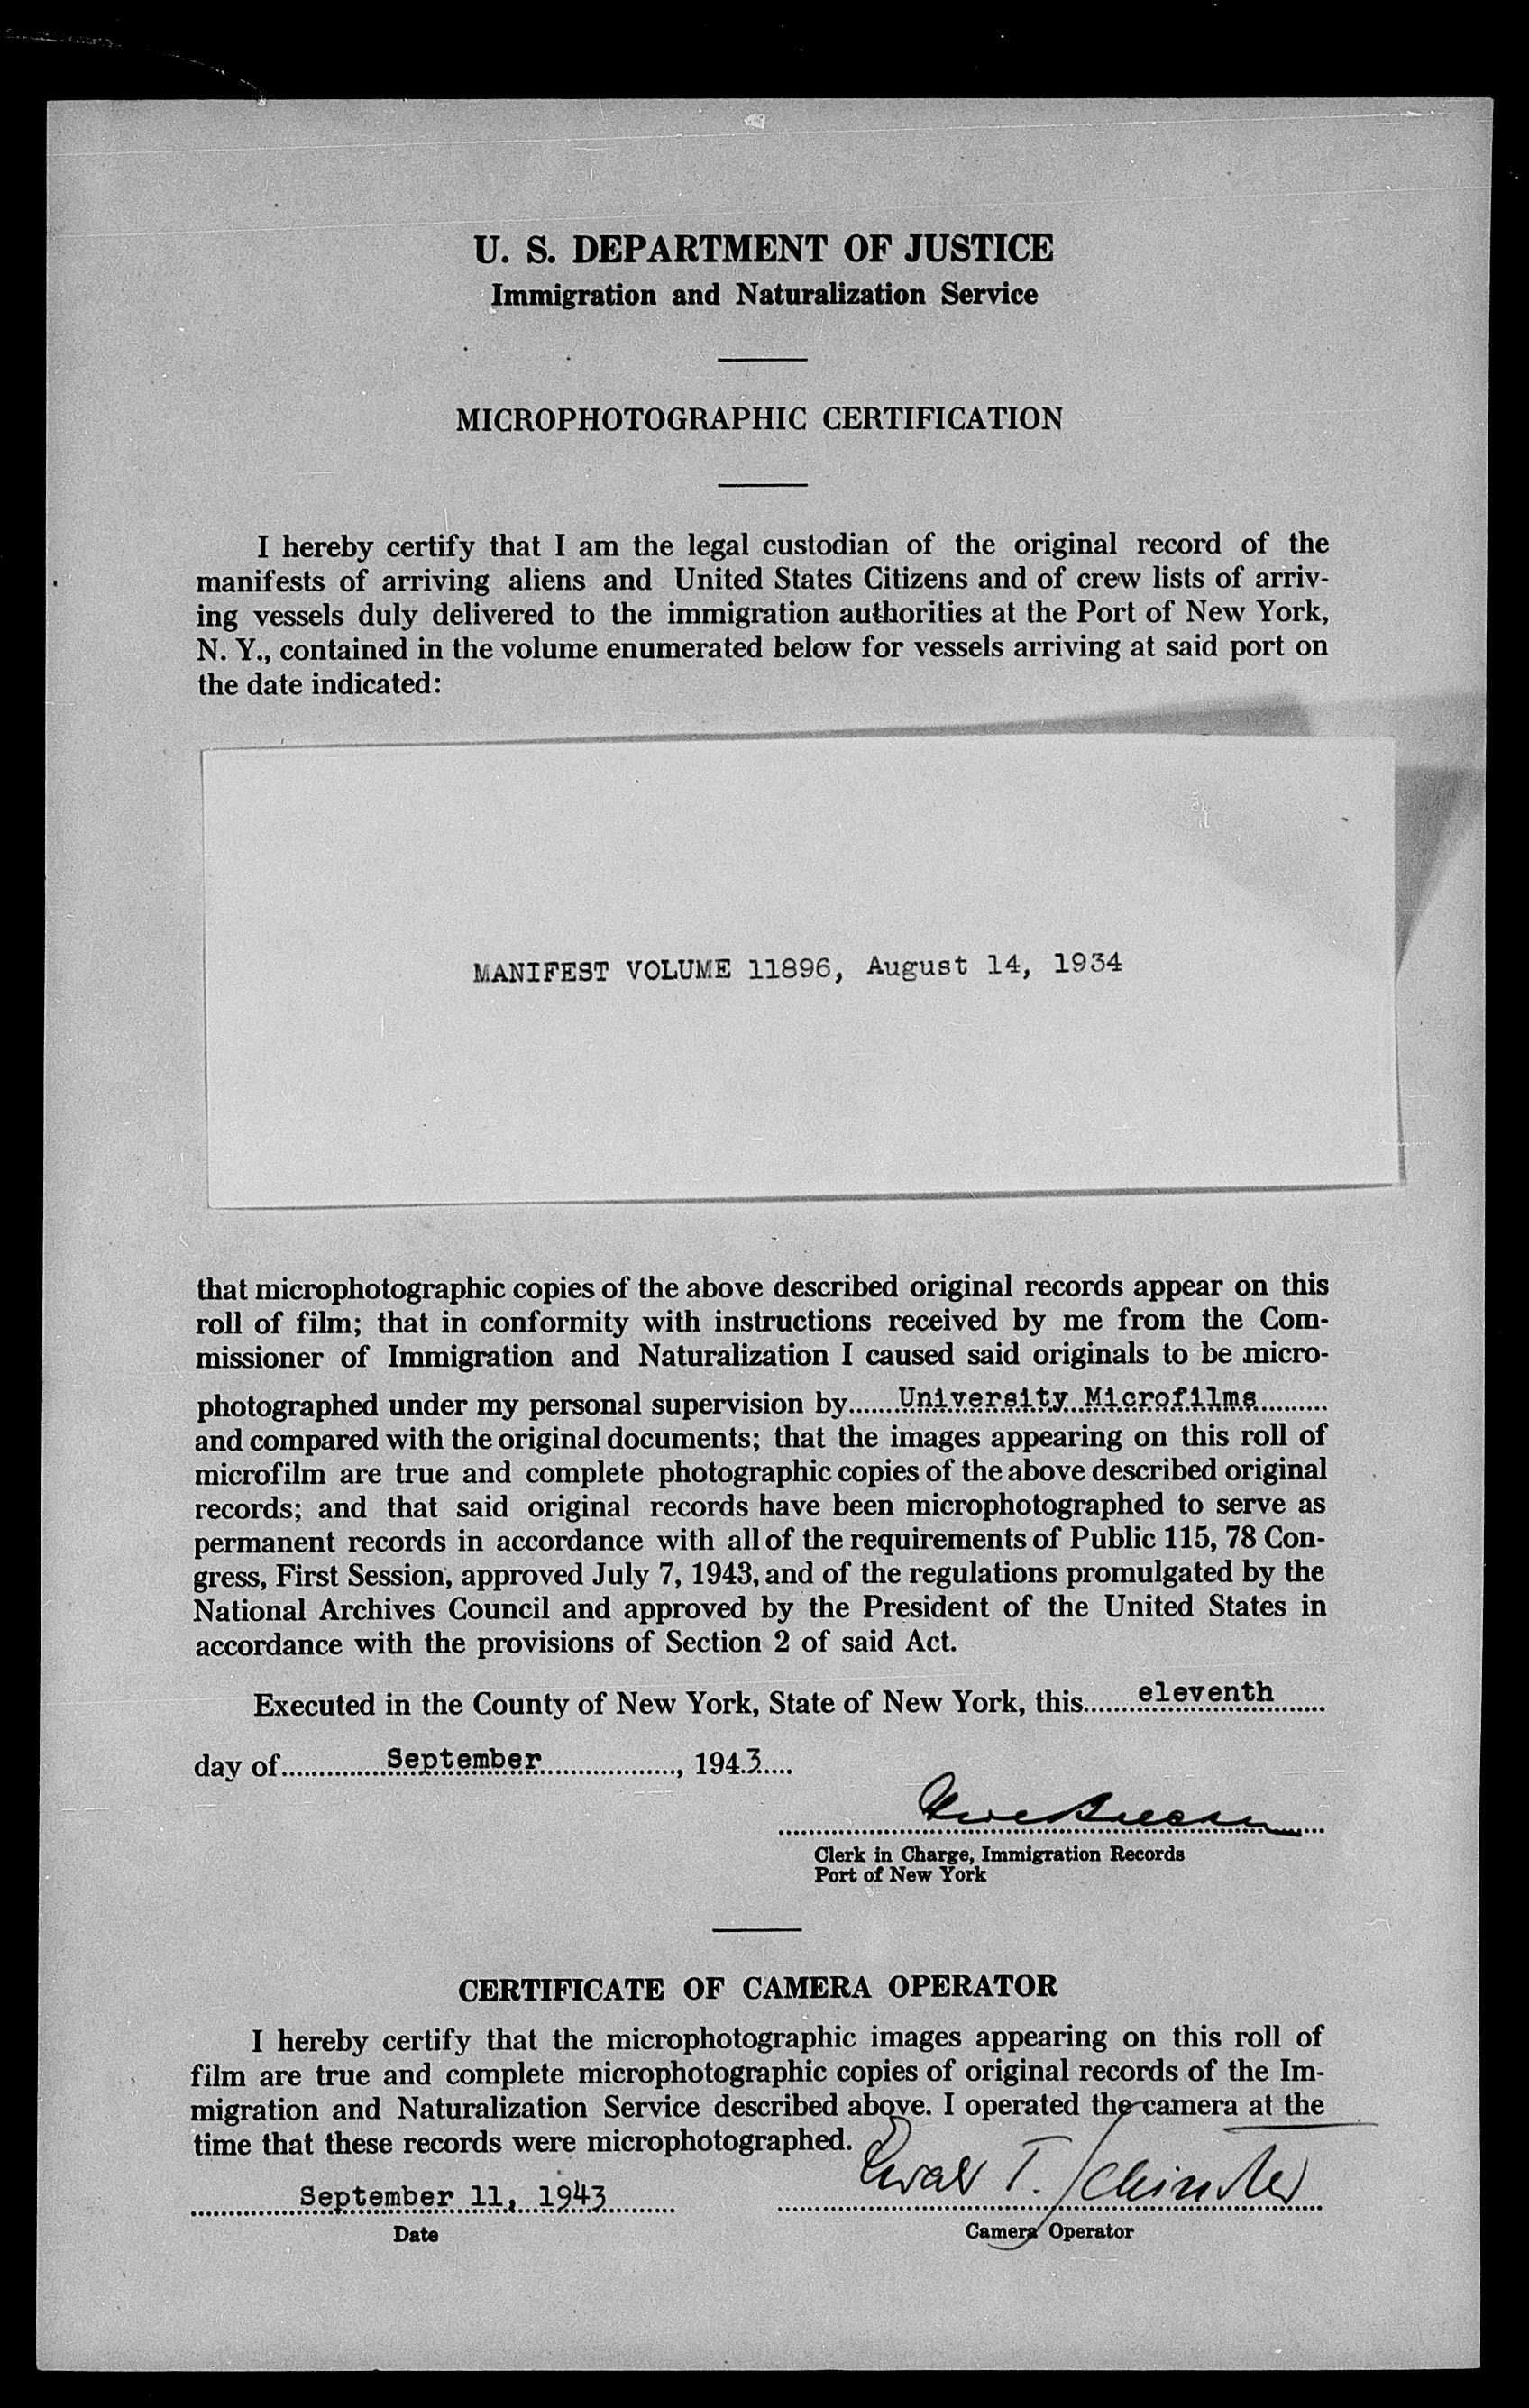 U. S. DEPARTMENT OF JUSTICE
Immigration and Naturalization Service
MICROPHOTOGRAPHIC CERTIFICATION
I hereby certify that I am the legal custodian of the original record of the
manifests of arriving aliens and United States Citizens and of crew lists of arriv-
ing vessels duly delivered to the immigration authorities at the Port of New York,
N. Y., contained in the volume enumerated below for vessels arriving at said port on
the date indicated:
MANIFEST VOLUME 11896, August 14, 1934
that microphotographic copies of the above described original records appear on this
roll of film; that in conformity with instructions received by me from the Com-
missioner of Immigration and Naturalization I caused said originals to be micro-
photographed under my personal supervision by......University Microfilms.........
and compared with the original documents; that the images appearing on this roll of
microfilm are true and complete photographic copies of the above described original
records; and that said original records have been microphotographed to serve as
permanent records in accordance with all of the requirements of Public 115, 78 Con-
gress, First Session, approved July 7, 1943, and of the regulations promulgated by the
National Archives Council and approved by the President of the United States in
accordance with the provisions of Section 2 of said Act.
Executed in the County of New York, State of New York, this......eleventh......
day of..............September.................., 194.3....
Clerk in Charge, Immigration Records
Port of New York
CERTIFICATE OF CAMERA OPERATOR
I hereby certify that the microphotographic images appearing on this roll of
film are true and complete microphotographic copies of original records of the Im-
migration and Naturalization Service described above. I operated the camera at the
time that these records were microphotographed.
September 11, 1943
T.
Date
Camera Operator